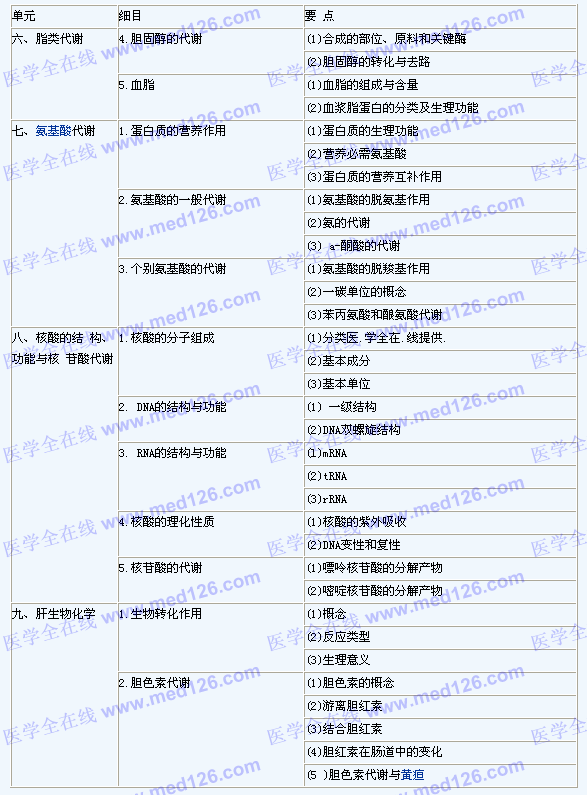 单元 细目 要 点
六、脂类代谢 4.胆固醇的代谢 (1)合成的部位、原料和关键酶
(2)胆固醇的转化与去路
5.血脂 (1)血脂的组成与含量
(2)血浆脂蛋白的分类及生理功能
七、氨基酸代谢 1.蛋白质的营养作用 (1)蛋白质的生理功能
(2)营养必需氨基酸
(3)蛋白质的营养互补作用
2.氨基酸的一般代谢 (1)氨基酸的脱氨基作用
(2)氨的代谢
(3) a-酮酸的代谢
3.个别氨基酸的代谢 (1)氨基酸的脱羧基作用
(2)一碳单位的概念
(3)苯丙氨酸和酪氨酸代谢
八、核酸的结 构、 1.核酸的分子组成 (1)分类医.学全在.线提供.
功能与核 苷酸代谢 (2)基本成分
(3)基本单位
2. DNA的结构与功能 (1) 一级结构
(2)DNA双螺旋结构
3. RNA的结构与功能 (1)mRNA
(2)tRNA
(3)rRNA
4.核酸的理化性质 (1)核酸的紫外吸收
(2)DNA变性和复性
5.核苷酸的代谢 (1)嘌呤核苷酸的分解产物
(2)嘧啶核苷酸的分解产物
九、肝生物化学 1.生物转化作用 (1)概念
(2)反应类型
(3)生理意义
2.胆色素代谢 (1)胆色素的概念
(2)游离胆红素
(3)结合胆红素
(4)胆红素在肠道中的变化
(5 )胆色素代谢与黄疸
医学全在线 www.med126.com